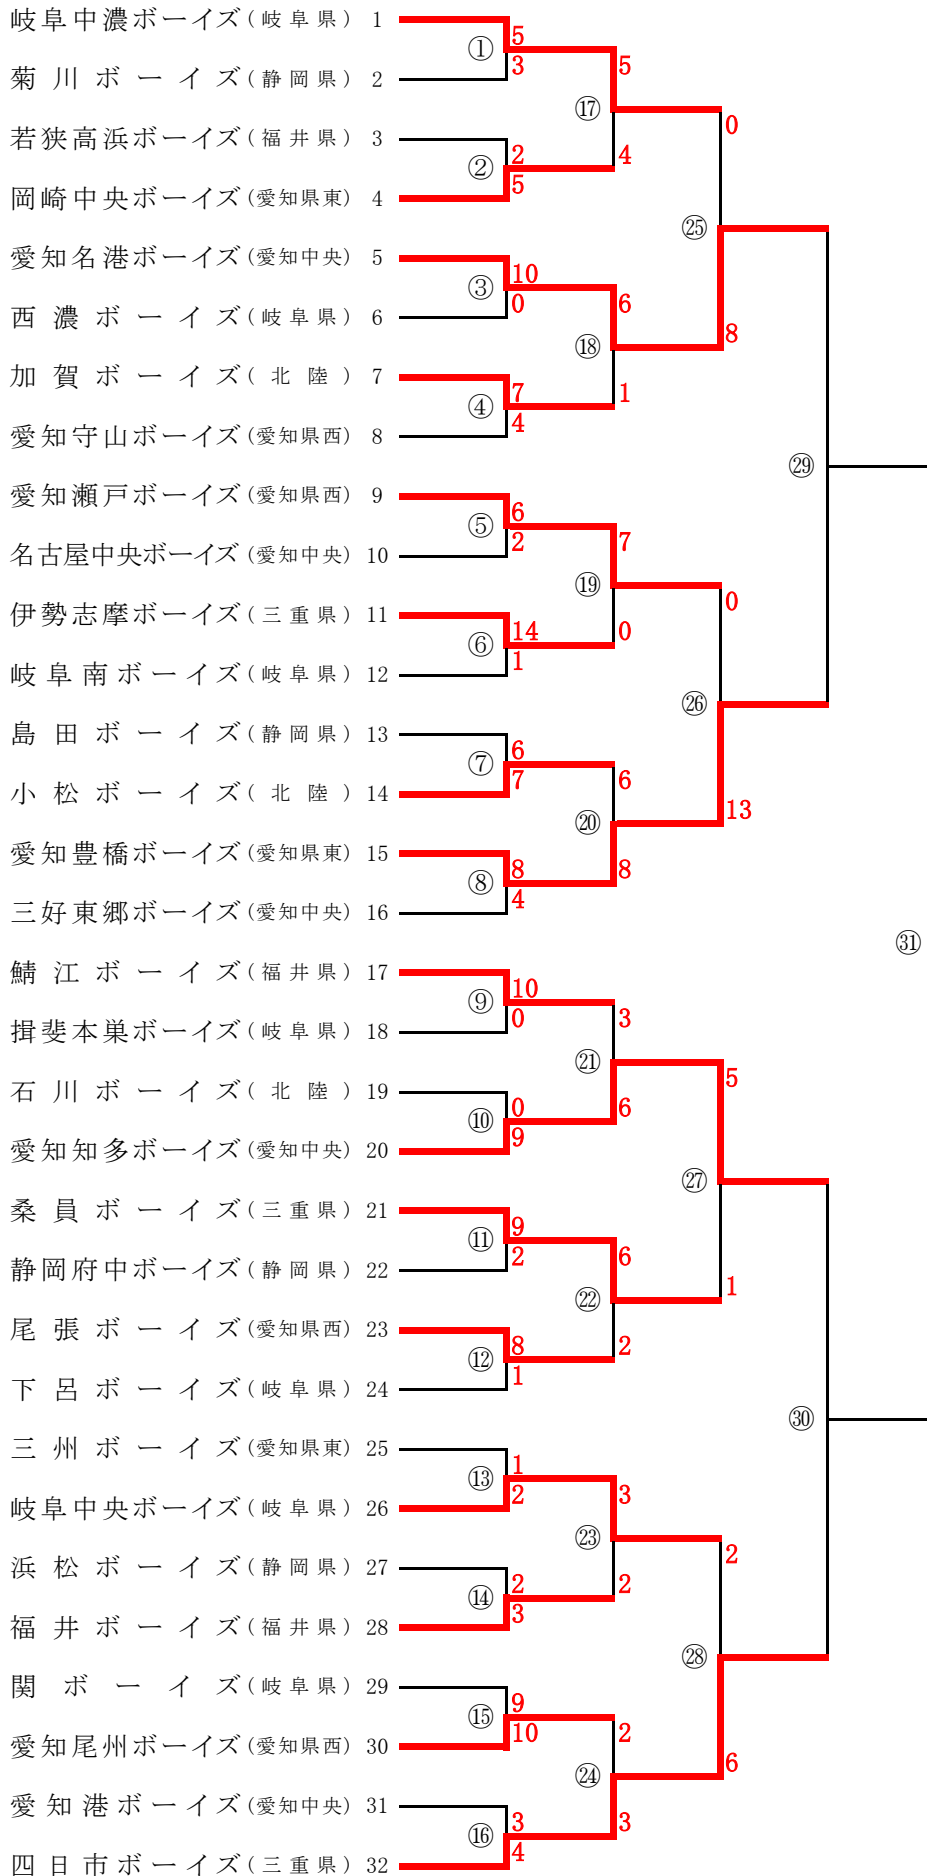 岐阜中濃ボーイズ(岐阜県) 1
5
① 5
3
菊川ボーイズ(静岡県) 2
⑰
若狭高浜ボーイズ(福井県) 3
0
2
② 4
5
岡崎中央ボーイズ(愛知県東) 4
㉕
愛知名港ボーイズ(愛知中央) 5
10
③ 6
0
西濃ボーイズ(岐阜県) 6
8
⑱
加賀ボーイズ(北陸) 7
7
④ 1
4
愛知守山ボーイズ(愛知県西) 8
㉙
愛知瀬戸ボーイズ(愛知県西) 9
6
⑤ 7
2
名古屋中央ボーイズ(愛知中央) 10
⑲
0
伊勢志摩ボーイズ(三重県) 11
14
⑥ 0
1
岐阜南ボーイズ(岐阜県) 12
㉖
島田ボーイズ(静岡県) 13
6
⑦ 6
7
小松ボーイズ(北陸) 14
13
⑳
愛知豊橋ボーイズ(愛知県東) 15
8
⑧ 8
4
三好東郷ボーイズ(愛知中央) 16
㉛
鯖江ボーイズ(福井県) 17
10
⑨ 3
0
揖斐本巣ボーイズ(岐阜県) 18
㉑
5
石川ボーイズ(北陸) 19
0
⑩ 6
9
愛知知多ボーイズ(愛知中央) 20
㉗
桑員ボーイズ(三重県) 21
9
⑪ 6
2
静岡府中ボーイズ(静岡県) 22
1
㉒
尾張ボーイズ(愛知県西) 23
8
⑫ 2
1
下呂ボーイズ(岐阜県) 24
㉚
三州ボーイズ(愛知県東) 25
1
⑬ 3
2
岐阜中央ボーイズ(岐阜県) 26
㉓
2
浜松ボーイズ(静岡県) 27
2
⑭ 2
3
福井ボーイズ(福井県) 28
㉘
関ボーイズ(岐阜県) 29
9
⑮ 2
10
愛知尾州ボーイズ(愛知県西) 30
6
㉔
愛知港ボーイズ(愛知中央) 31
3
⑯ 3
4
四日市ボーイズ(三重県) 32